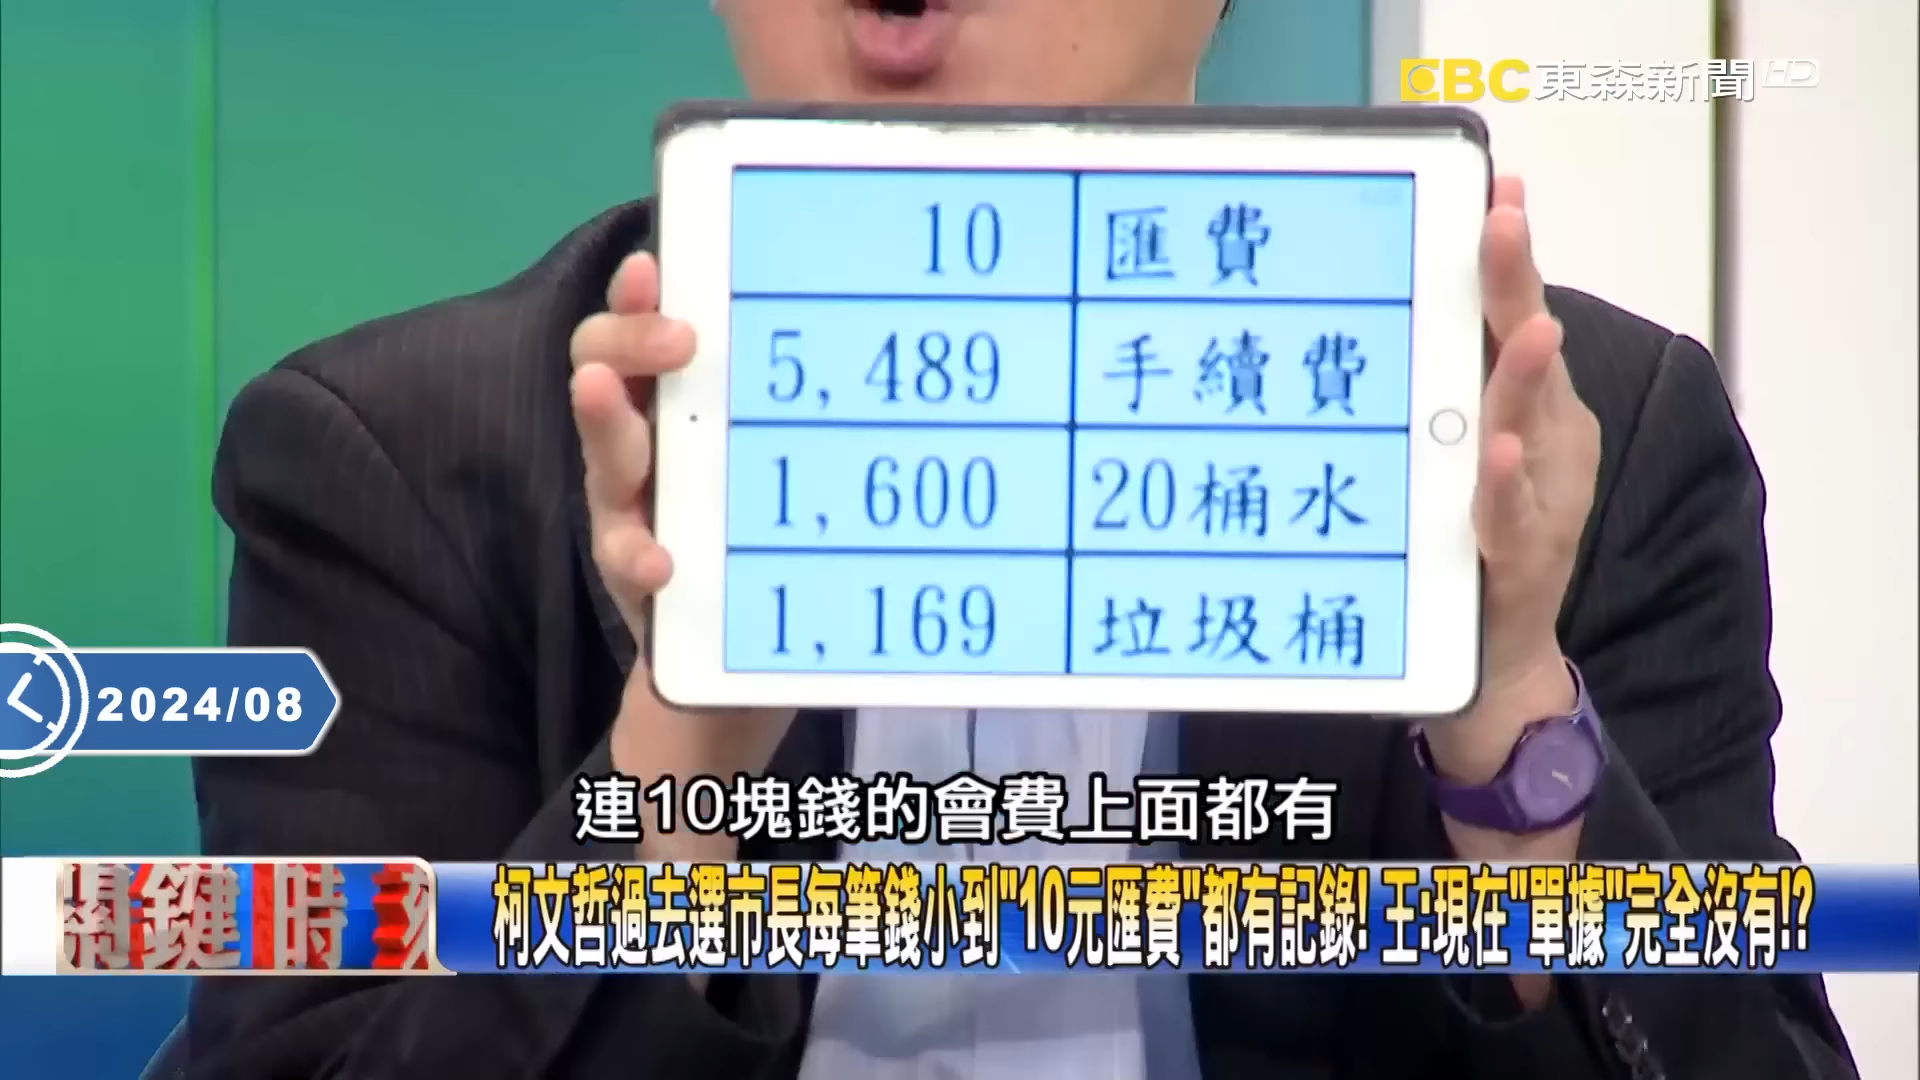 EBC東森新聞HD
10 匯費
5,489 手續費
1,600 20桶水
1,169 垃圾桶
2024/08
連10塊錢的會費上面都有
關鍵時刻
柯文哲過去選市長每筆錢小到"10元匯費"都有記錄! 王:現在"單據"完全沒有!?